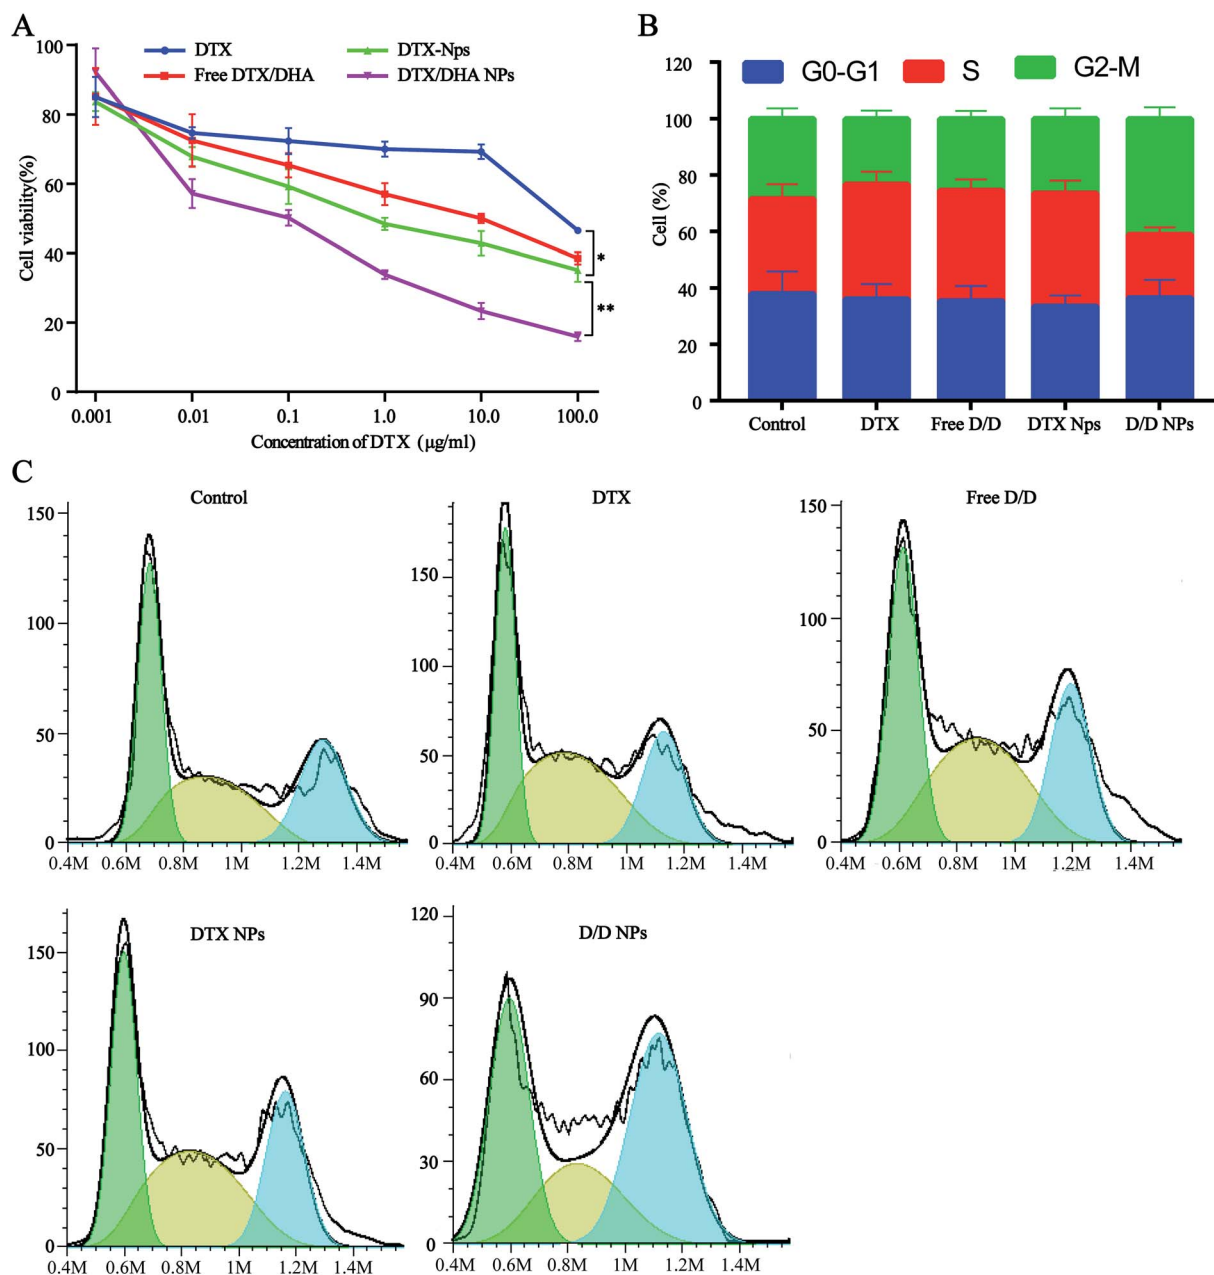 A
DTX
DTX-Nps
Free DTX/DHA
DTX/DHA NPs
Cell viability(%)
100
80
60
40
20
0
*
**
0.001
0.01
0.1
1.0
10.0
100.0
Concentration of DTX (μg/ml)
B
G0-G1
S
G2-M
Cell (%)
120
100
80
60
40
20
0
Control
DTX
Free D/D
DTX Nps
D/D NPs
C
Control
150
100
50
0
0.4M
0.6M
0.8M
1M
1.2M
1.4M
DTX
150
100
50
0
0.4M
0.6M
0.8M
1M
1.2M
1.4M
Free D/D
150
100
50
0
0.4M
0.6M
0.8M
1M
1.2M
1.4M
DTX NPs
150
100
50
0
0.4M
0.6M
0.8M
1M
1.2M
1.4M
D/D NPs
120
90
60
30
0
0.4M
0.6M
0.8M
1M
1.2M
1.4M